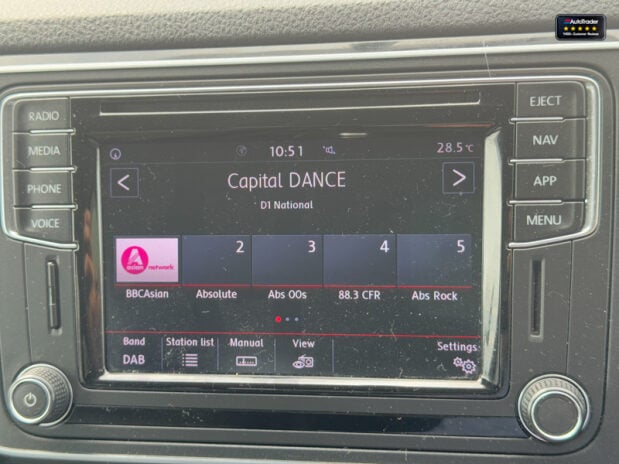 AutoTrader
RADIO
MEDIA
PHONE
VOICE
EJECT
NAV
APP
MENU
10:51
28.5°C
<
Capital DANCE
>
D1 National
asian network
2
3
4
5
BBCAsian
Absolute
Abs 00s
88.3 CFR
Abs Rock
Band
DAB
Station list
Manual
View
Settings